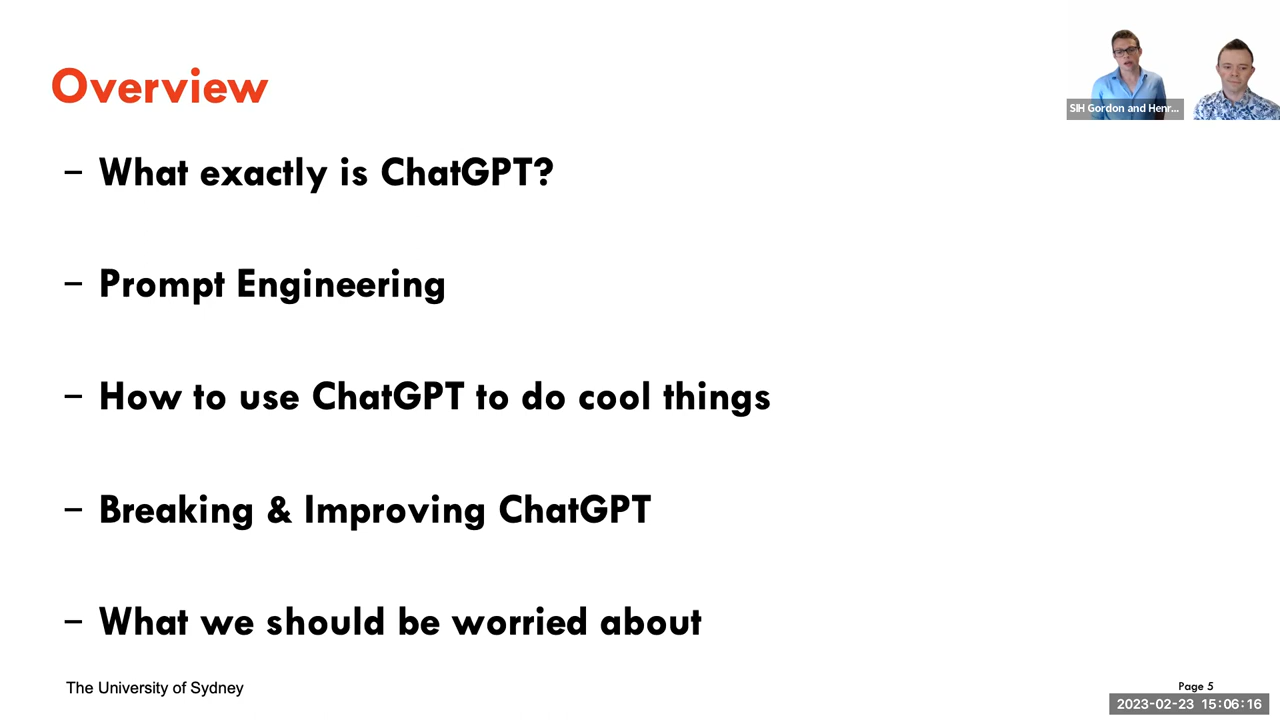 Overview
SIH Gordon and Henr...
– What exactly is ChatGPT?
– Prompt Engineering
– How to use ChatGPT to do cool things
– Breaking & Improving ChatGPT
– What we should be worried about
The University of Sydney
Page 5
2023-02-23 15:06:16